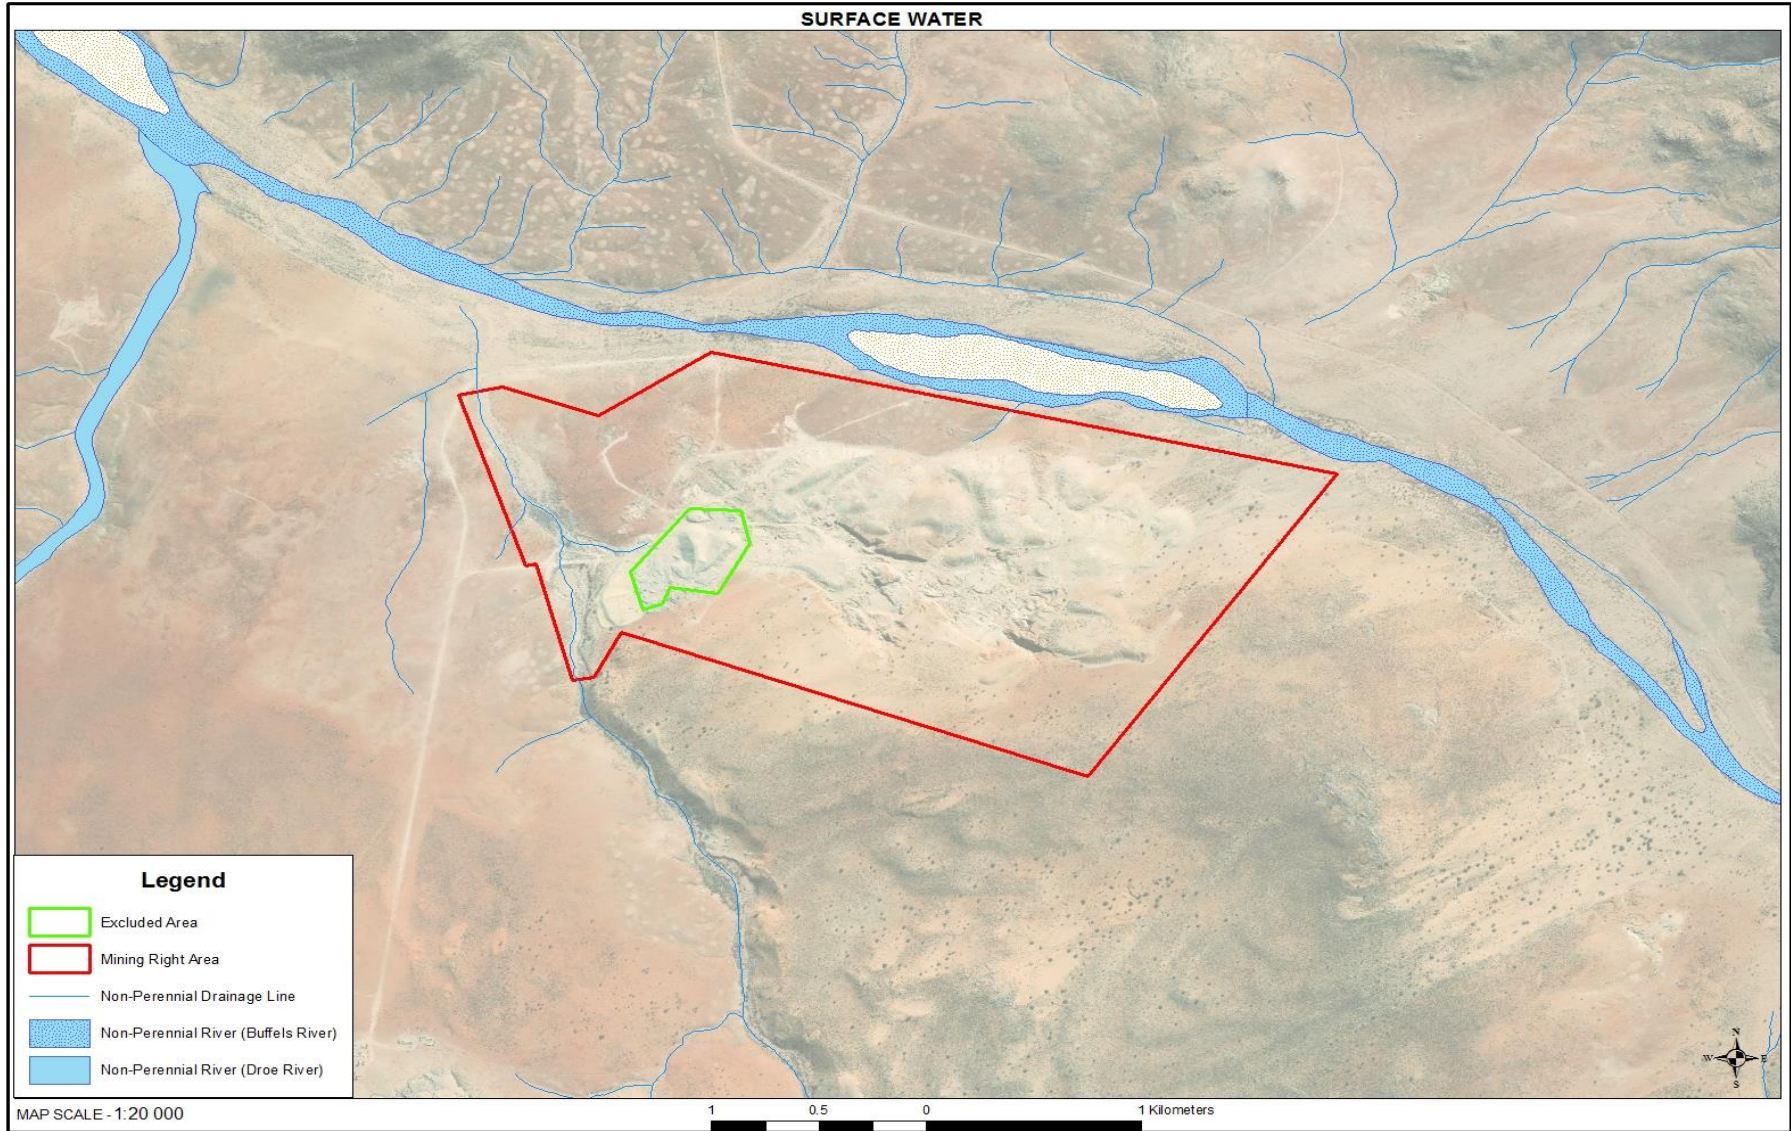 SURFACE WATER
Legend
Excluded Area
Mining Right Area
Non-Perennial Drainage Line
Non-Perennial River (Buffels River)
Non-Perennial River (Droe River)
N
W E
S
MAP SCALE - 1:20 000
1 0.5 0 1 Kilometers